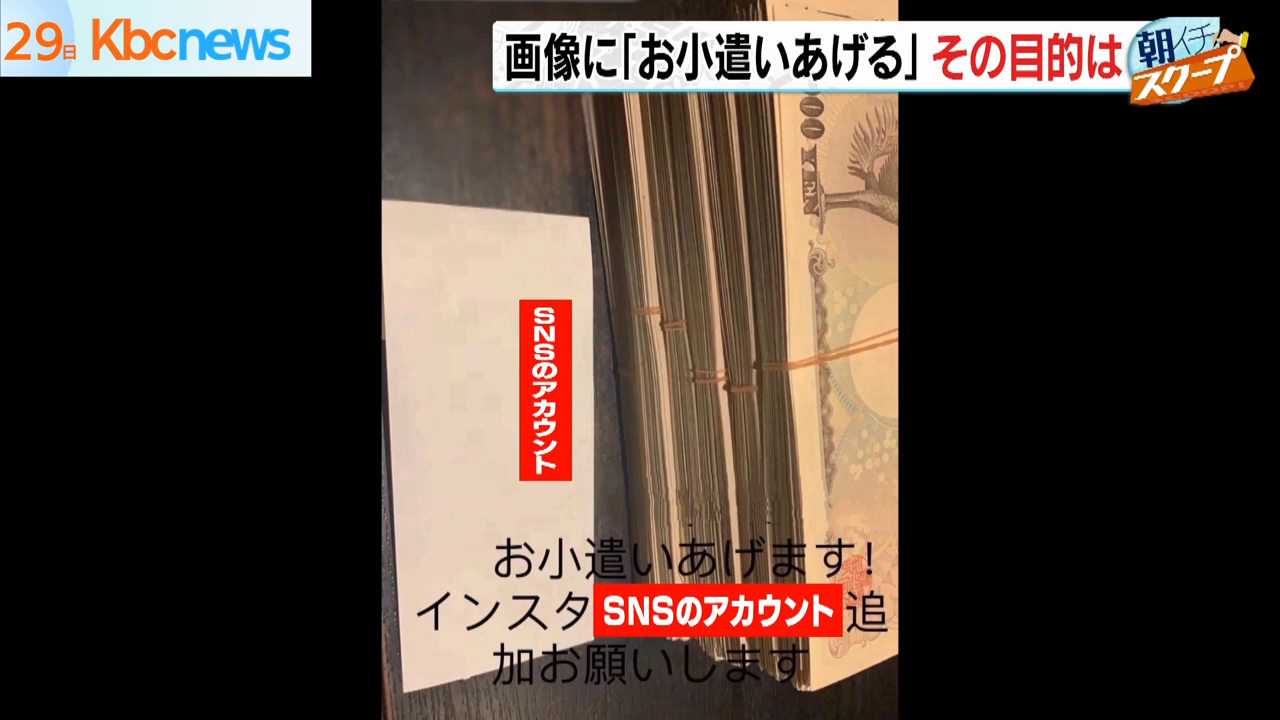 29日 Kbcnews
画像に「お小遣いあげる」その目的は
朝イチ
スクープ
00 YEN
SNSのアカウント
お小遣いあげます!
インスタ SNSのアカウント 追
加お願いします